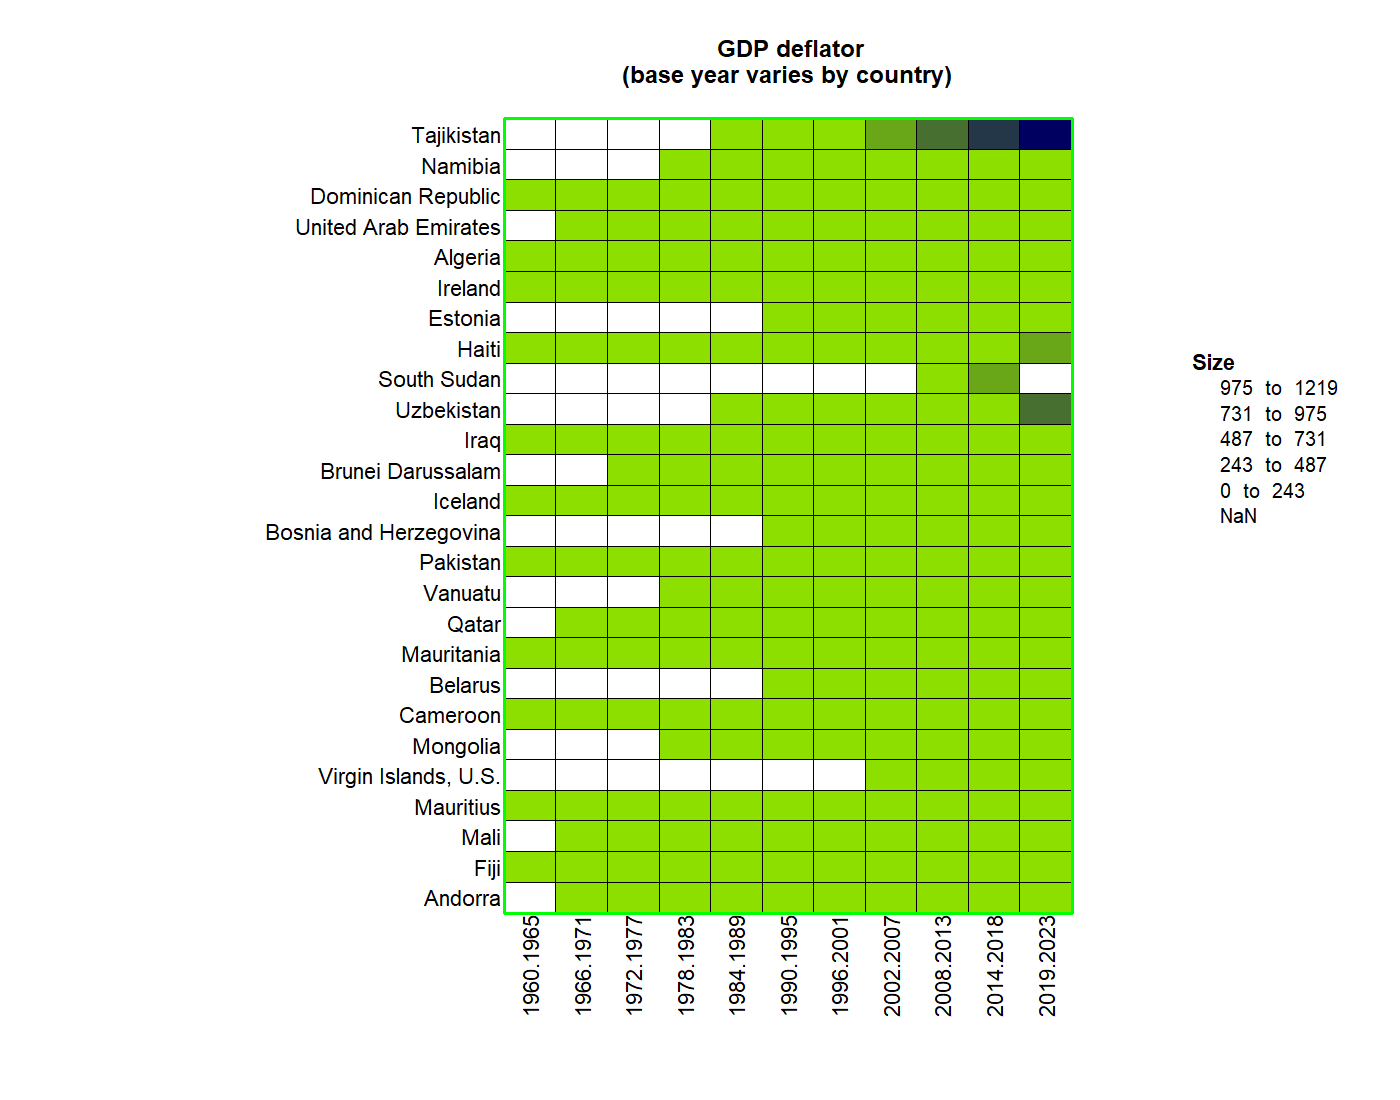 GDP deflator
(base year varies by country)
Tajikistan
Namibia
Dominican Republic
United Arab Emirates
Algeria
Ireland
Estonia
Haiti
South Sudan
Uzbekistan
Iraq
Brunei Darussalam
Iceland
Bosnia and Herzegovina
Pakistan
Vanuatu
Qatar
Mauritania
Belarus
Cameroon
Mongolia
Virgin Islands, U.S.
Mauritius
Mali
Fiji
Andorra
1960.1965
1966.1971
1972.1977
1978.1983
1984.1989
1990.1995
1996.2001
2002.2007
2008.2013
2014.2018
2019.2023
Size
975 to 1219
731 to 975
487 to 731
243 to 487
0 to 243
NaN